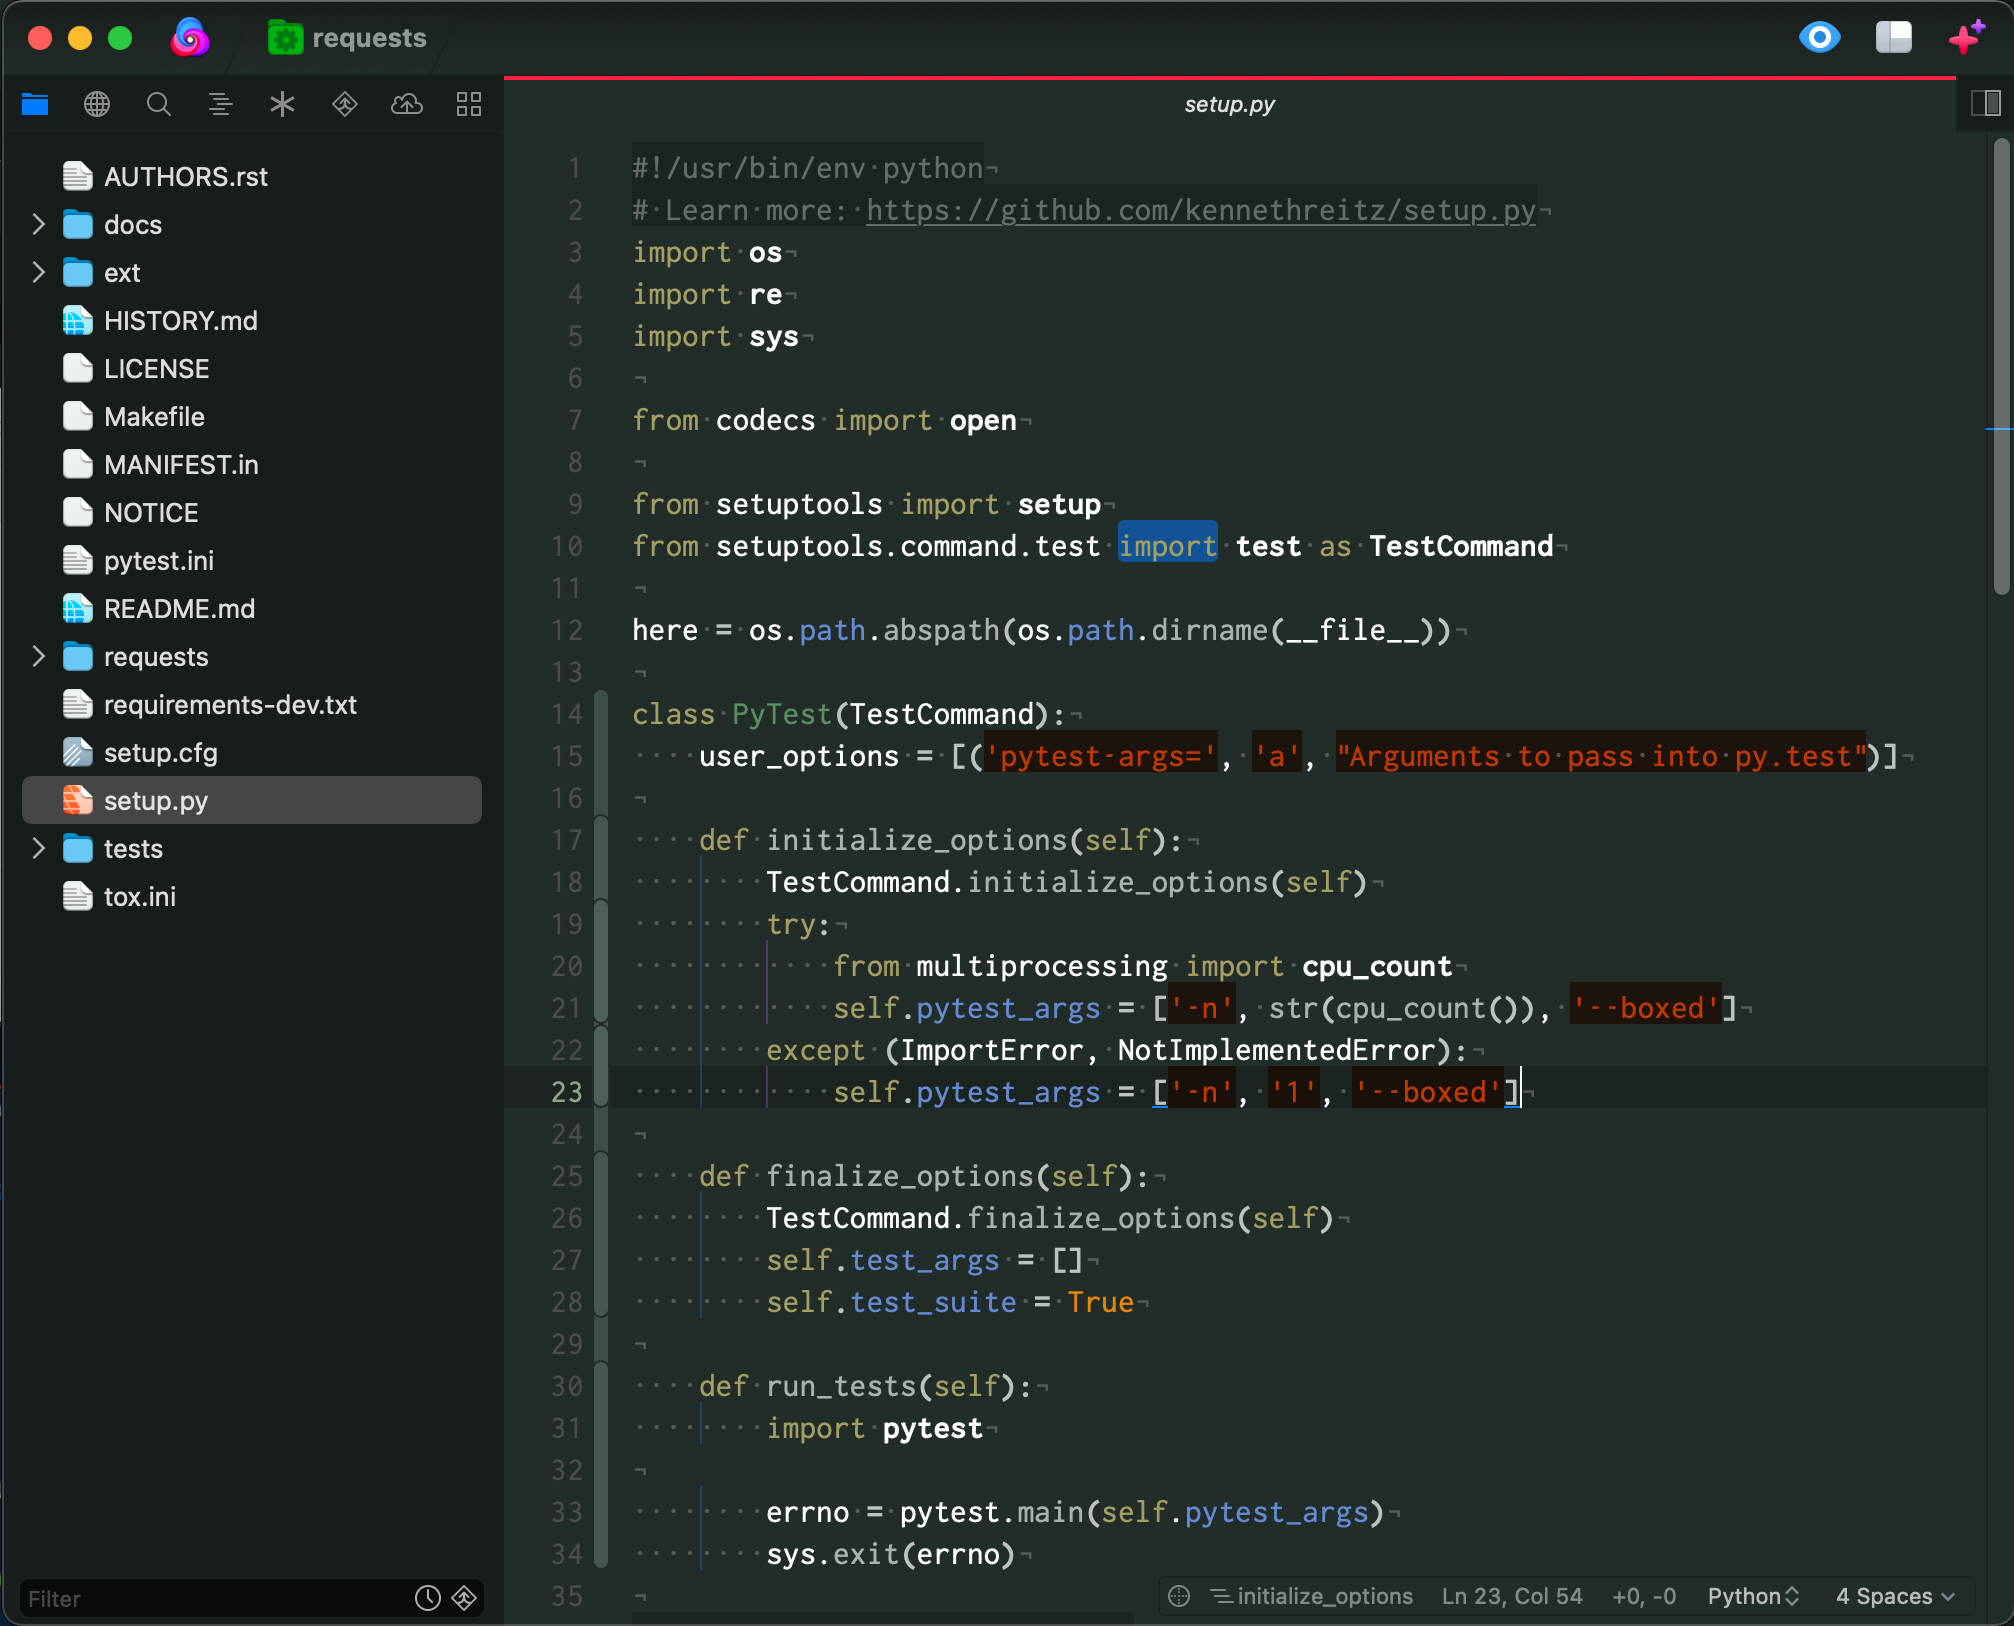 requests
setup.py
AUTHORS.rst
docs
ext
HISTORY.md
LICENSE
Makefile
MANIFEST.in
NOTICE
pytest.ini
README.md
requests
requirements-dev.txt
setup.cfg
setup.py
tests
tox.ini
Filter
1 #!/usr/bin/env python
2 # Learn more: https://github.com/kennethreitz/setup.py
3 import os
4 import re
5 import sys
6
7 from codecs import open
8
9 from setuptools import setup
10 from setuptools.command.test import test as TestCommand
11
12 here = os.path.abspath(os.path.dirname(__file__))
13
14 class PyTest(TestCommand):
15     user_options = [('pytest-args=', 'a', "Arguments to pass into py.test")]
16
17     def initialize_options(self):
18         TestCommand.initialize_options(self)
19         try:
20             from multiprocessing import cpu_count
21             self.pytest_args = ['-n', str(cpu_count()), '--boxed']
22         except (ImportError, NotImplementedError):
23             self.pytest_args = ['-n', '1', '--boxed']
24
25     def finalize_options(self):
26         TestCommand.finalize_options(self)
27         self.test_args = []
28         self.test_suite = True
29
30     def run_tests(self):
31         import pytest
32
33         errno = pytest.main(self.pytest_args)
34         sys.exit(errno)
35
initialize_options Ln 23, Col 54 +0, -0 Python 4 Spaces